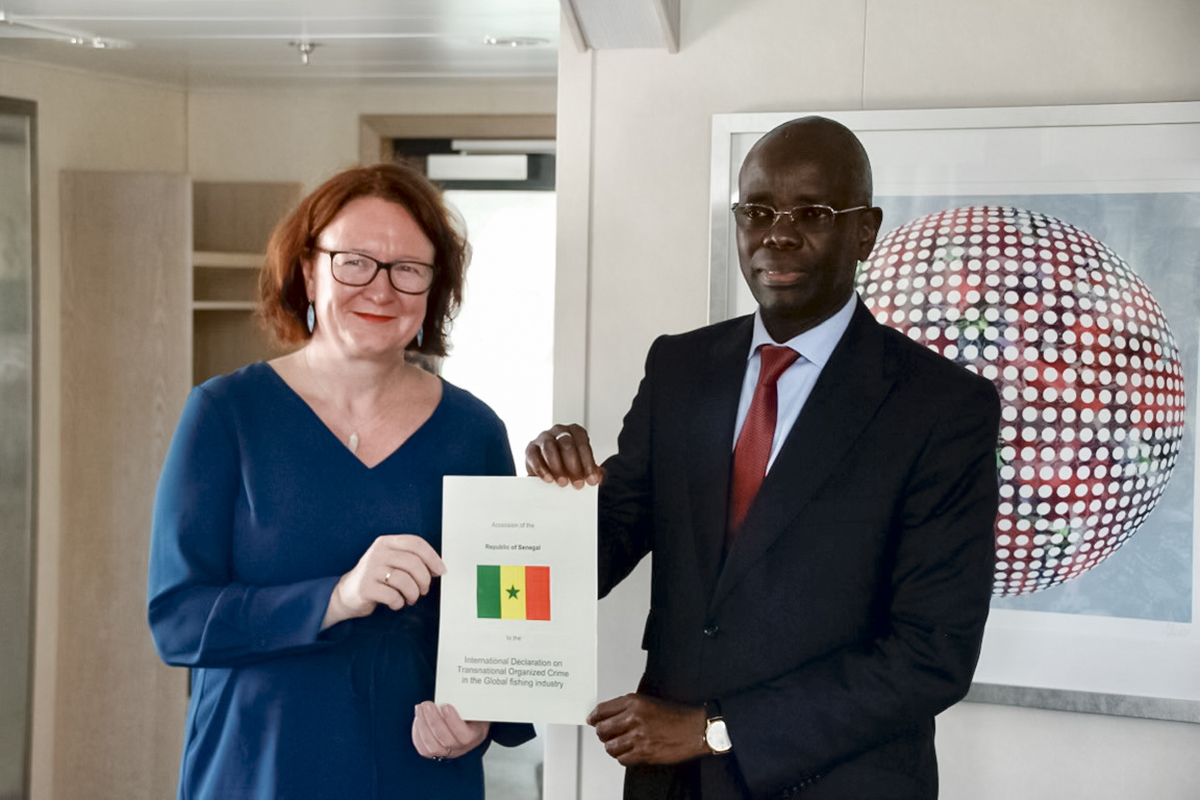 Accession of the
Republic of Senegal
to the
International Declaration on
Transnational Organized Crime
in the Global fishing industry